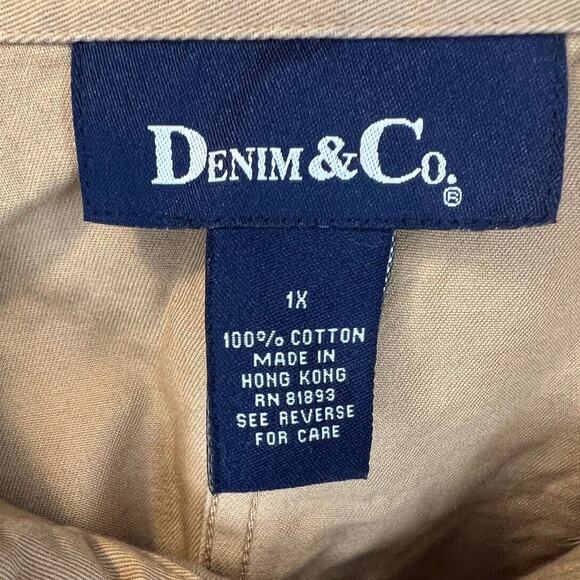 DENIM & CO.®
1X
100% COTTON
MADE IN
HONG KONG
RN 81893
SEE REVERSE
FOR CARE